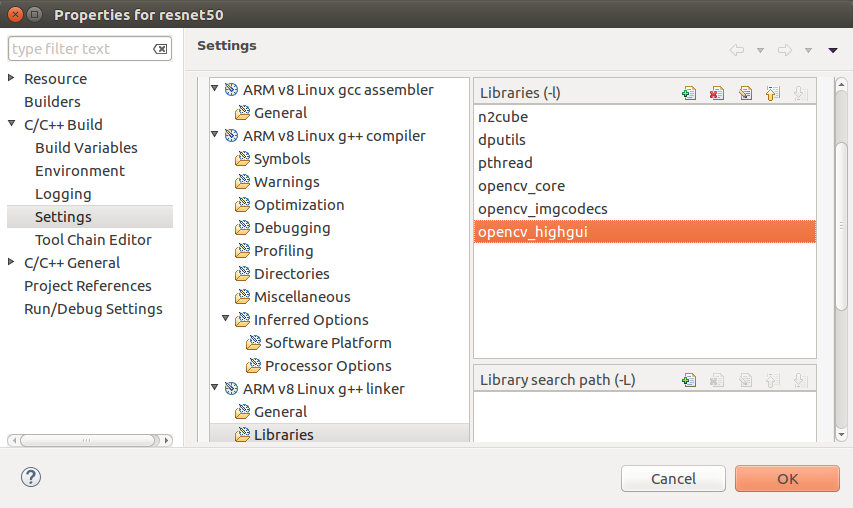 Properties for resnet50
type filter text
Resource
Builders
C/C++ Build
Build Variables
Environment
Logging
Settings
Tool Chain Editor
C/C++ General
Project References
Run/Debug Settings
Settings
ARM v8 Linux gcc assembler
General
ARM v8 Linux g++ compiler
Symbols
Warnings
Optimization
Debugging
Profiling
Directories
Miscellaneous
Inferred Options
Software Platform
Processor Options
ARM v8 Linux g++ linker
General
Libraries
Libraries (-l)
n2cube
dputils
pthread
opencv_core
opencv_imgcodecs
opencv_highgui
Library search path (-L)
?
Cancel
OK